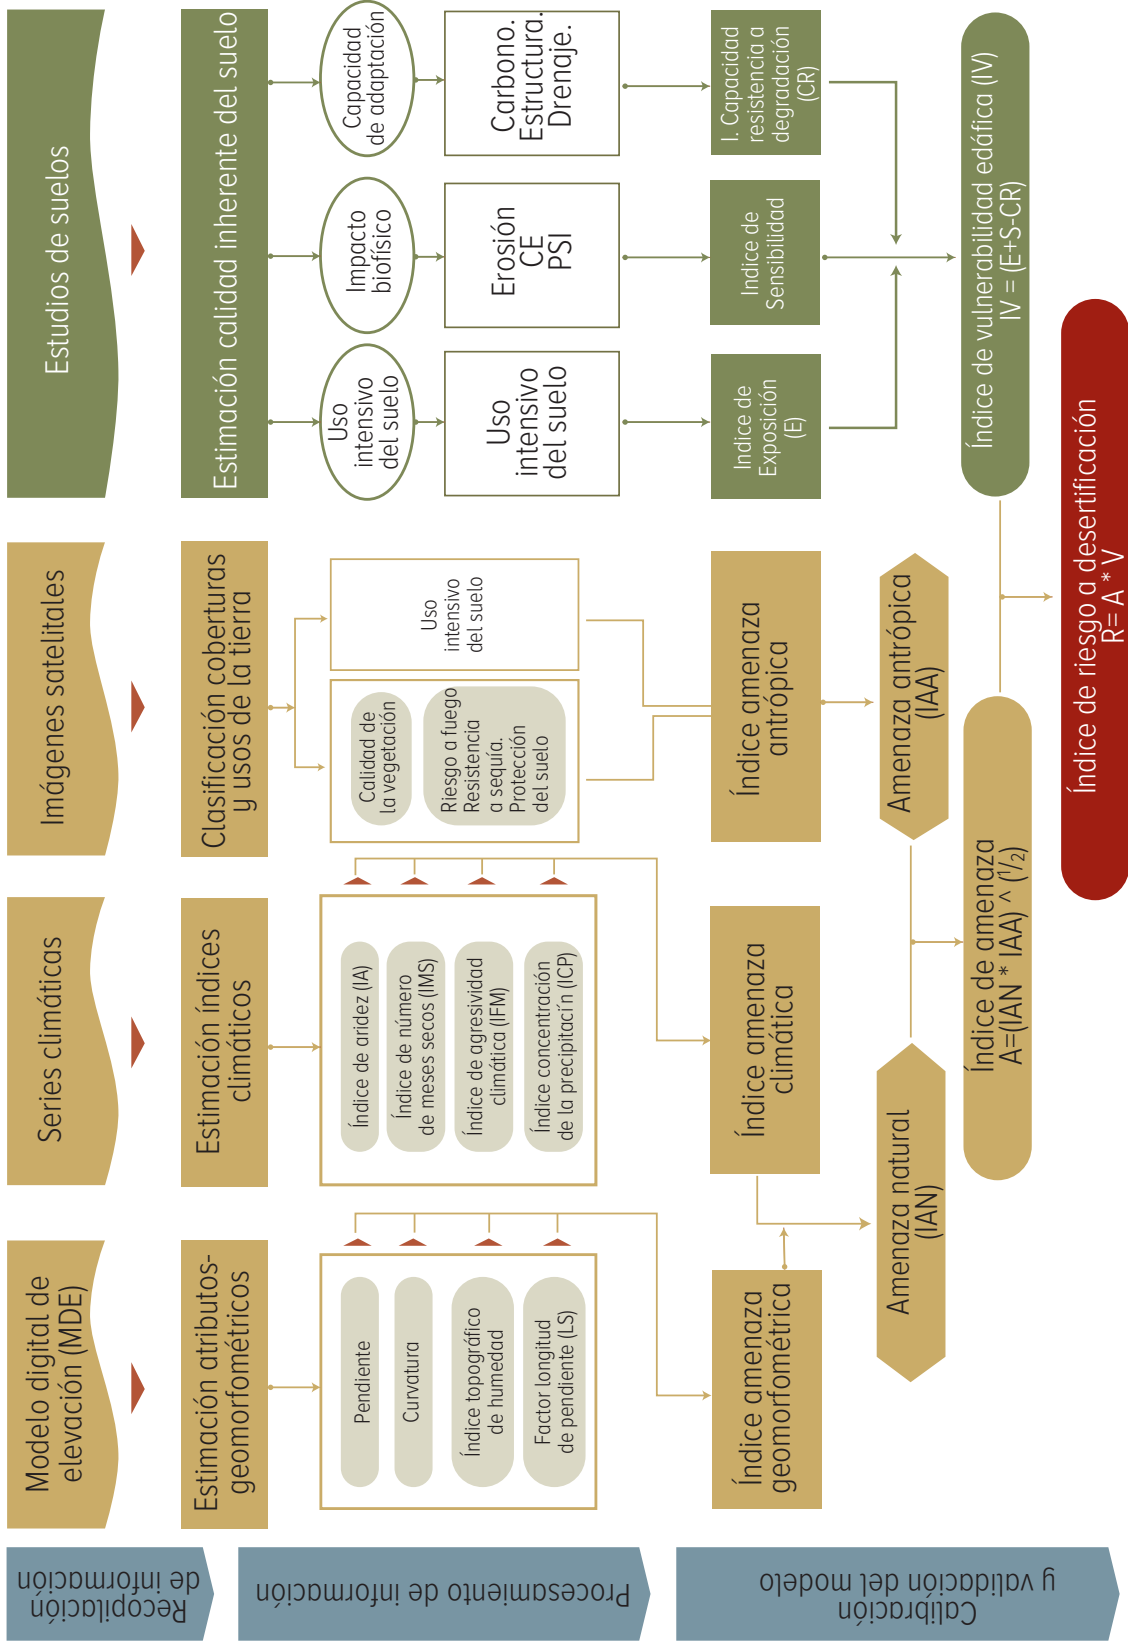 Recopilación
de información
Procesamiento de información
Calibración
y validación del modelo
Modelo digital de
elevación (MDE)
Series climáticas
Imágenes satelitales
Estudios de suelos
Estimación atributos-
geomorfométricos
Estimación índices
climáticos
Clasificación coberturas
y usos de la tierra
Estimación calidad inherente del suelo
Pendiente
Curvatura
Índice topográfico
de humedad
Factor longitud
de pendiente (LS)
Índice de aridez (IA)
Índice de número
de meses secos (IMS)
Índice de agresividad
climática (IFM)
Índice concentración
de la precipitacín (ICP)
Calidad de
la vegetación
Riesgo a fuego
Resistencia
a sequía.
Protección
del suelo
Uso
intensivo
del suelo
Uso
intensivo
del suelo
Impacto
biofísico
Capacidad
de adaptación
Uso
intensivo
del suelo
Erosión
CE
PSI
Carbono.
Estructura.
Drenaje.
Índice amenaza
geomorfométrica
Índice amenaza
climática
Índice amenaza
antrópica
Indice de
Exposición
(E)
Indice de
Sensibilidad
I. Capacidad
resistencia a
degradación
(CR)
Amenaza natural
(IAN)
Amenaza antrópica
(IAA)
Índice de amenaza
A=(IAN * IAA) ^ (1/2)
Índice de vulnerabilidad edáfica (IV)
IV = (E+S-CR)
Índice de riesgo a desertificación
R= A * V